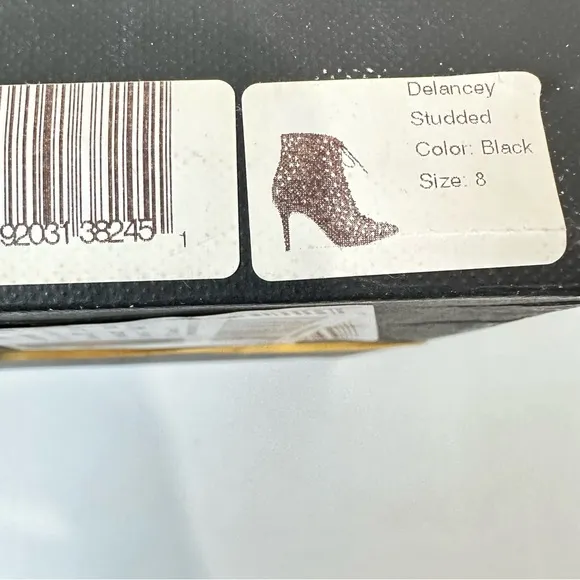 92031 38245 1
Delancey
Studded
Color: Black
Size: 8